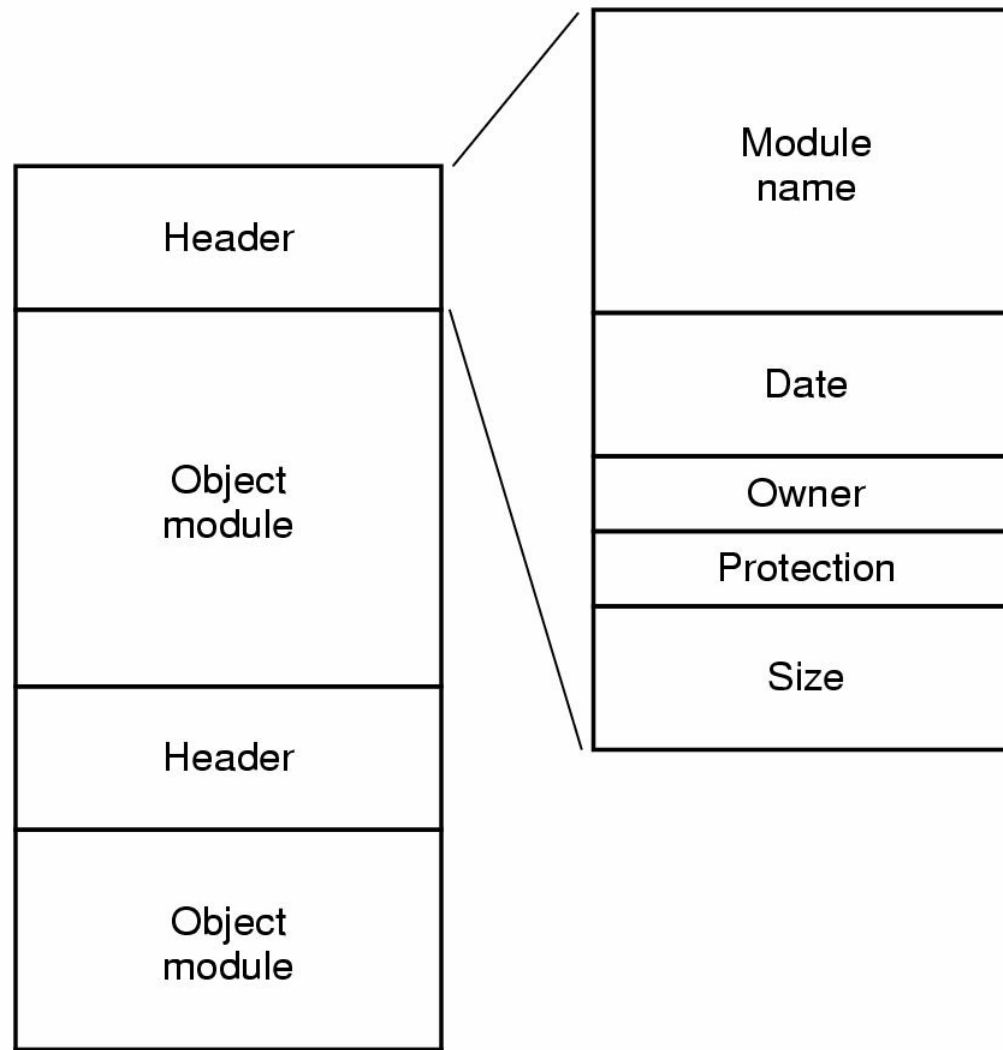 Header
Object
module
Header
Object
module
Module
name
Date
Owner
Protection
Size